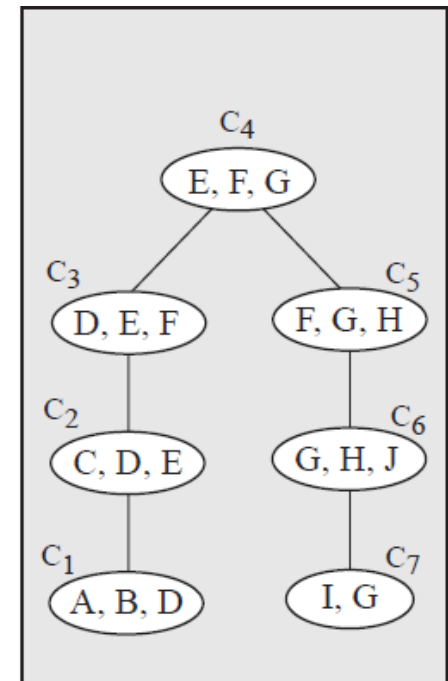 C4
E, F, G
C3
C5
D, E, F
F, G, H
C2
C6
C, D, E
G, H, J
C1
C7
A, B, D
I, G